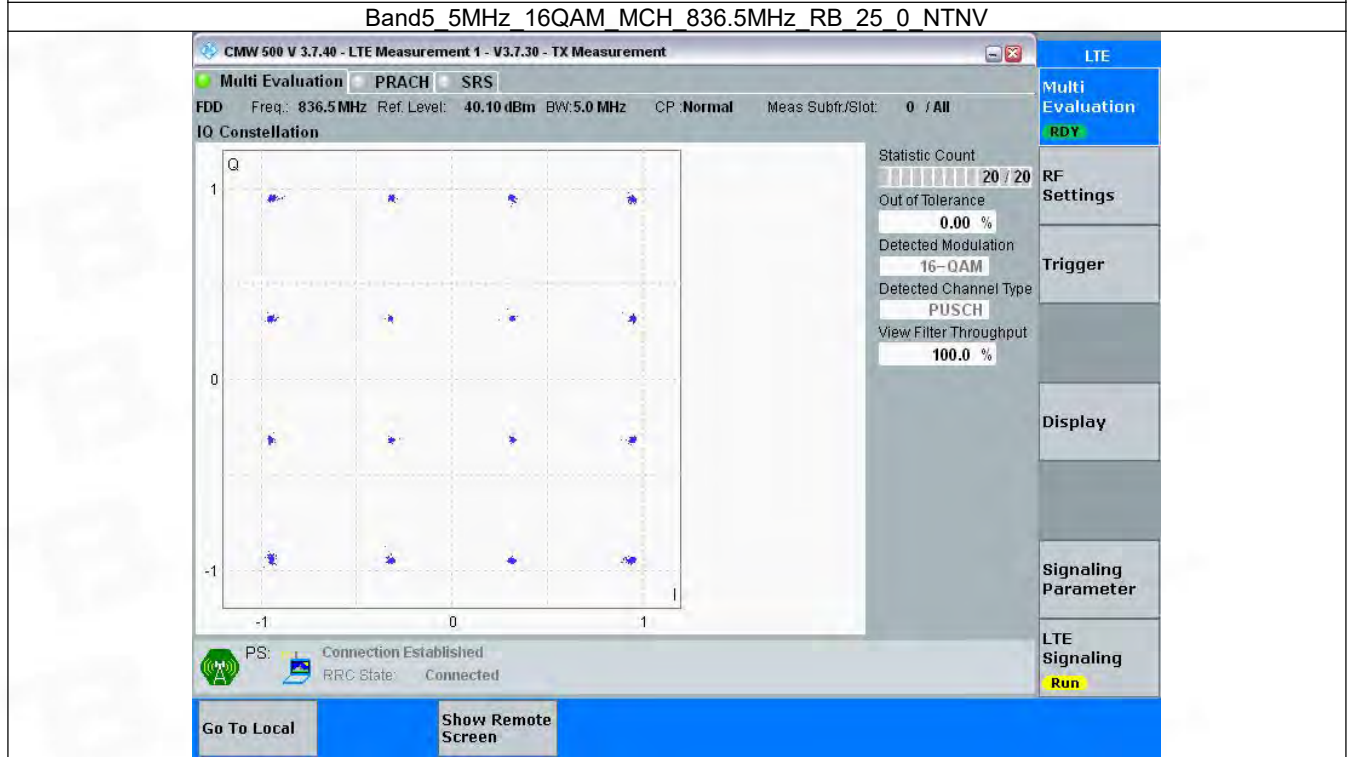 Band5_5MHz_16QAM_MCH_836.5MHz_RB_25_0_NTNV
CMW 500 V 3.7.40 - LTE Measurement 1 - V3.7.30 - TX Measurement
LTE
Multi Evaluation PRACH SRS
FDD Freq.: 836.5 MHz Ref. Level: 40.10 dBm BW: 5.0 MHz CP : Normal Meas Subfr./Slot: 0 / All
IQ Constellation
Q
1
0
-1
I
-1 0 1
Statistic Count
20 / 20
Out of Tolerance
0.00 %
Detected Modulation
16-QAM
Detected Channel Type
PUSCH
View Filter Throughput
100.0 %
Multi
Evaluation
RDY
RF
Settings
Trigger
Display
Signaling
Parameter
LTE
Signaling
Run
PS: Connection Established
RRC State: Connected
Go To Local
Show Remote
Screen